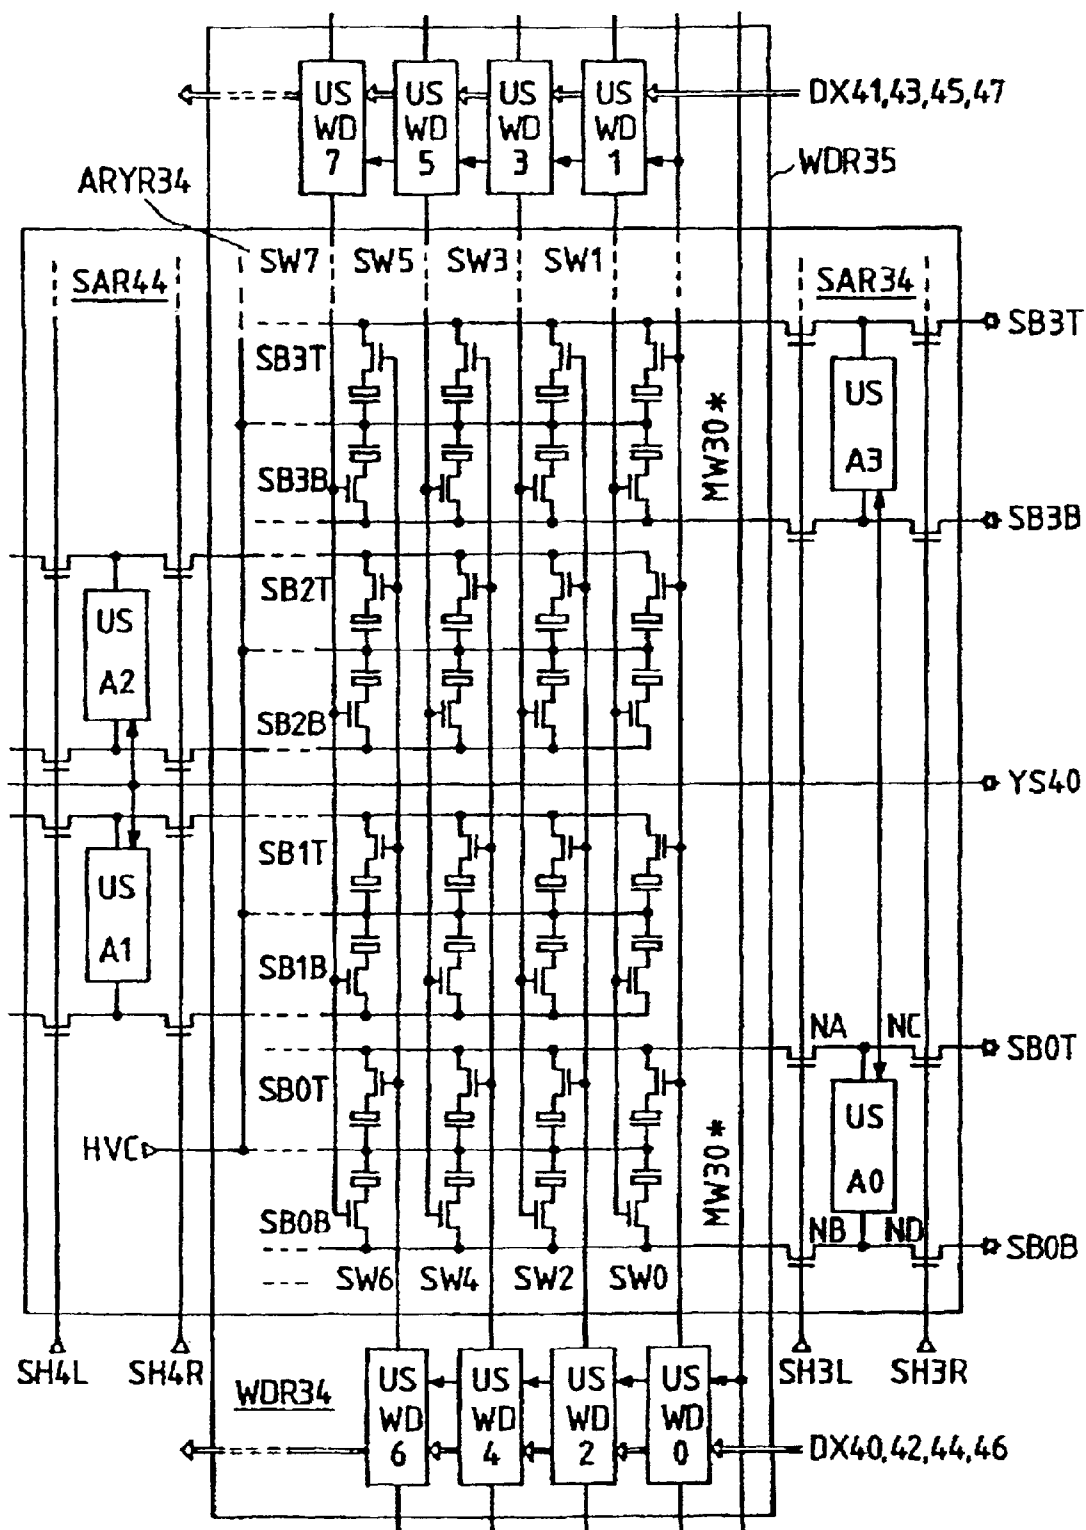 US US US US
WD WD WD WD
7 5 3 1
DX41,43,45,47
WDR35
ARYR34
SW7 SW5 SW3 SW1
SAR44
SAR34
SB3T
SB3T
US
A3
MW30*
SB3B
SB3B
SB2T
US
A2
SB2B
YS40
SB1T
US
A1
SB1B
NA NC
SB0T
SB0T
US
A0
HVC
MW30*
SB0B
NB ND
SB0B
SW6 SW4 SW2 SW0
SH4L SH4R
SH3L SH3R
WDR34
US US US US
WD WD WD WD
6 4 2 0
DX40,42,44,46